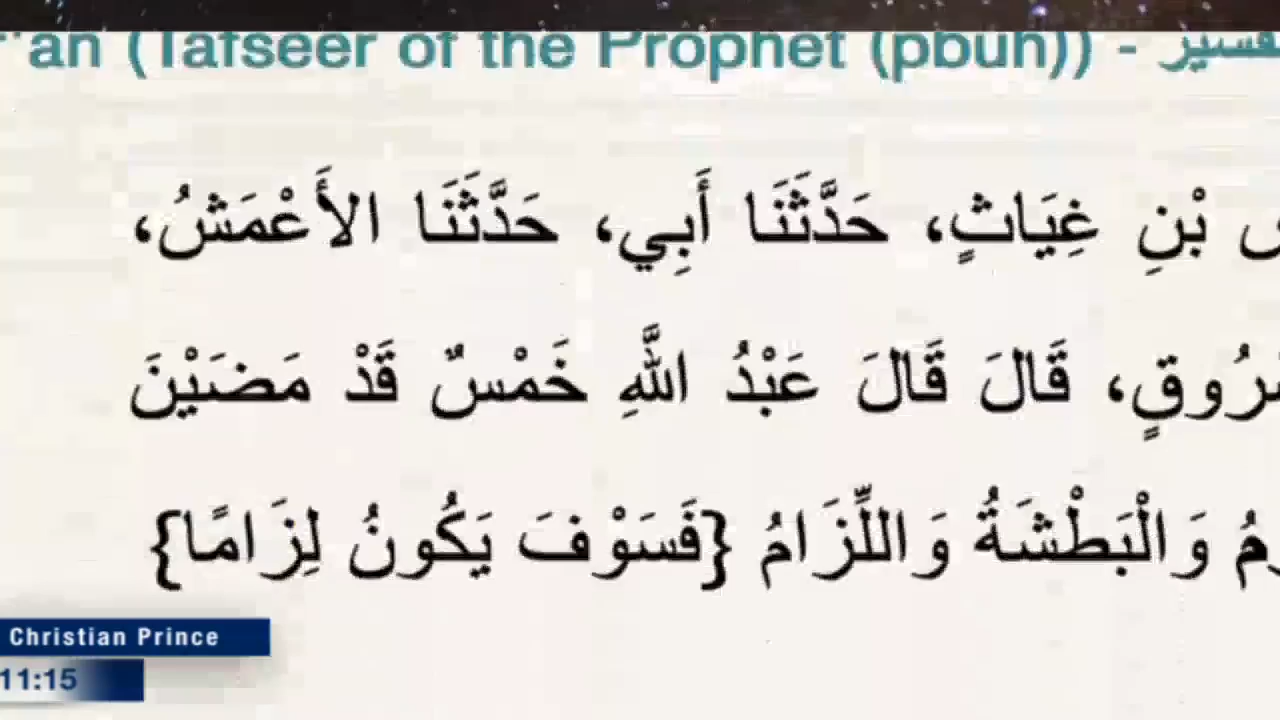 'an (Tafseer of the Prophet (pbuh)) -
بْنِ غِيَاثٍ، حَدَّثَنَا أَبِي، حَدَّثَنَا الأَعْمَشُ،
قَالَ قَالَ عَبْدُ اللَّهِ خَمْسٌ قَدْ مَضَيْنَ
وَالْبَطْشَةُ وَاللِّزَامُ {فَسَوْفَ يَكُونُ لِزَامًا}
Christian Prince
11:15